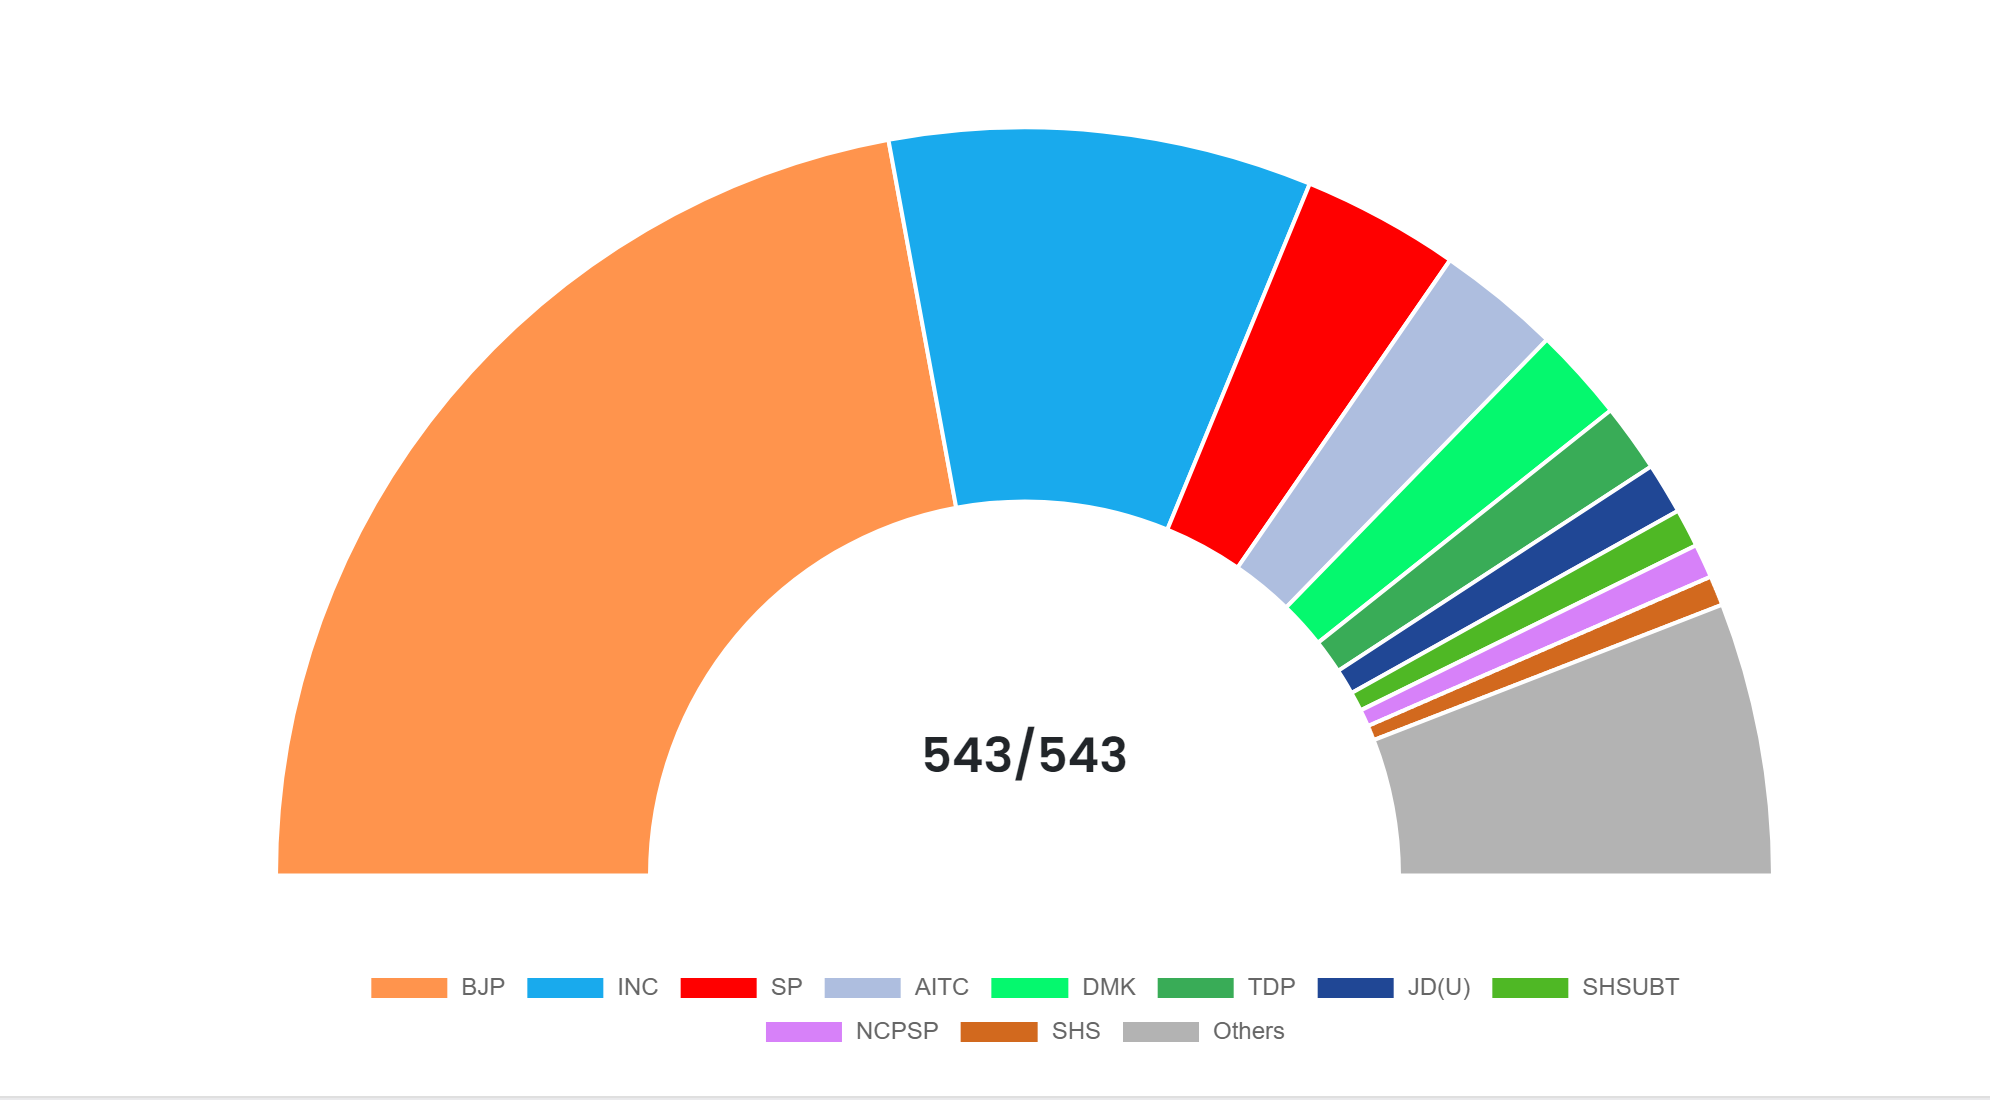 543/543
BJP INC SP AITC DMK TDP JD(U) SHSUBT
NCPSP SHS Others